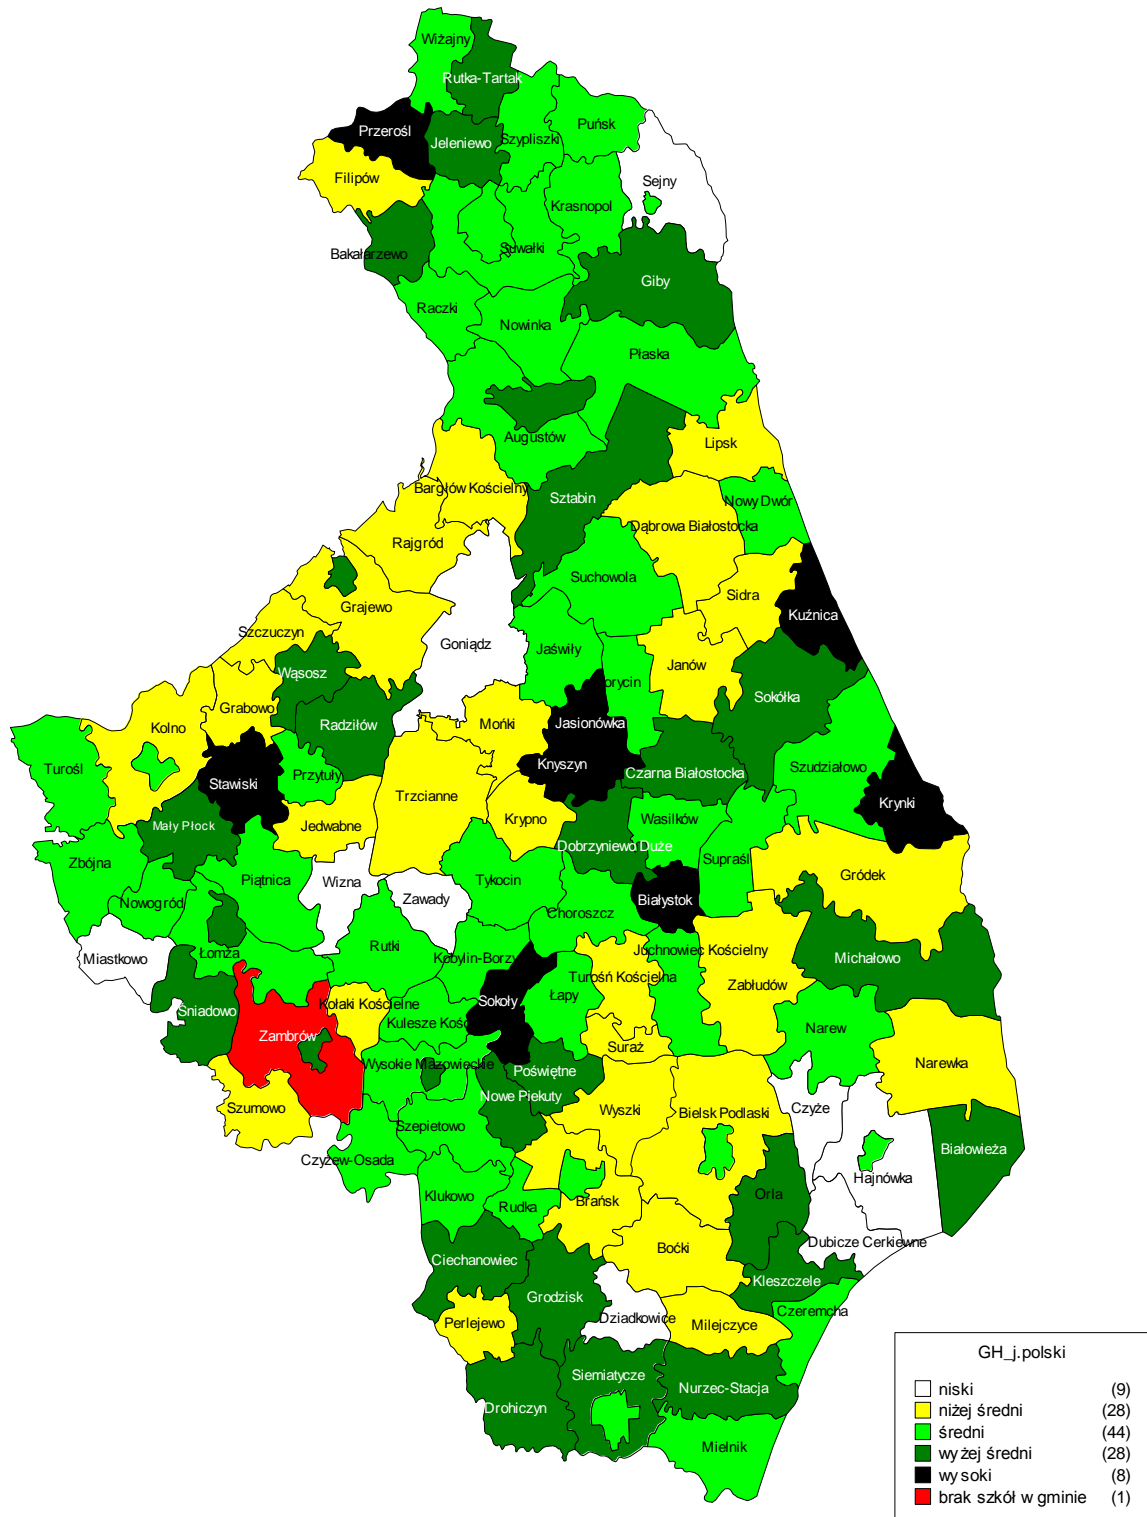 Wiżajny
Rutka-Tartak
Przerośl
Jeleniewo
Szypliszki
Puńsk
Filipów
Sejny
Krasnopol
Bakałarzewo
Suwałki
Giby
Raczki
Nowinka
Płaska
Augustów
Lipsk
Bargłów Kościelny
Sztabin
Nowy Dwór
Dąbrowa Białostocka
Rajgród
Suchowola
Sidra
Grajewo
Kuźnica
Szczuczyn
Goniądz
Jaświły
Janów
Wąsosz
orycin
Sokółka
Grabowo
Kolno
Radziłów
Mońki
Jasionówka
Turośl
Przytuły
Knyszyn
Czarna Białostocka
Szudziałowo
Stawiski
Trzcianne
Krynki
Mały Płock
Jedwabne
Krypno
Wasilków
Dobrzyniewo Duże
Supraśl
Zbójna
Piątnica
Wizna
Tykocin
Gródek
Nowogród
Zawady
Białystok
Choroszcz
Łomża
Rutki
Juchnowiec Kościelny
Miastkowo
Kobylin-Borzy
Michałowo
Turośń Kościelna
Zabłudów
Śniadowo
Kołaki Kościelne
Sokoły
Łapy
Kulesze Kość
Narew
Zambrów
Suraż
Wysokie Mazowieckie
Poświętne
Narewka
Szumowo
Nowe Piekuty
Wyszki
Bielsk Podlaski
Czyże
Szepietowo
Białowieża
Czyżew-Osada
Hajnówka
Klukowo
Rudka
Brańsk
Orla
Boćki
Dubicze Cerkiewne
Ciechanowiec
Kleszczele
Grodzisk
Czeremcha
Perlejewo
Dziadkowice
Milejczyce
Siemiatycze
Nurzec-Stacja
Drohiczyn
Mielnik
GH_j.polski
niski (9)
niżej średni (28)
średni (44)
wyżej średni (28)
wysoki (8)
brak szkół w gminie (1)